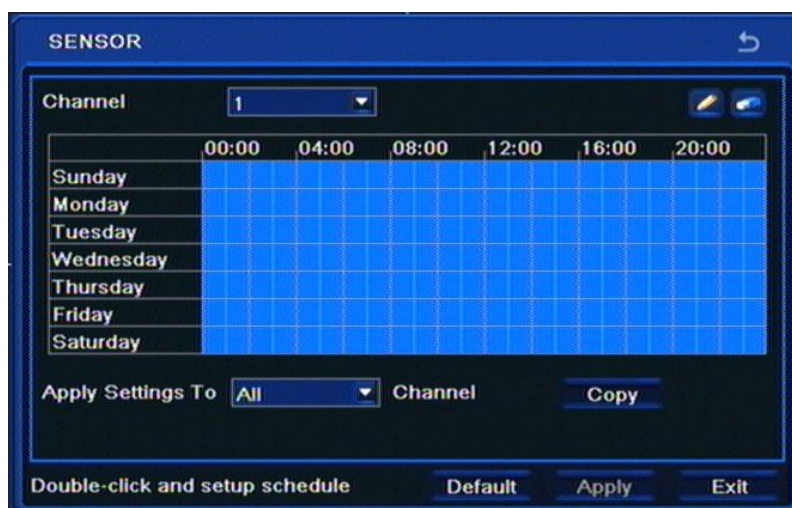 SENSOR
Channel 1
00:00 04:00 08:00 12:00 16:00 20:00
Sunday
Monday
Tuesday
Wednesday
Thursday
Friday
Saturday
Apply Settings To All Channel Copy
Double-click and setup schedule Default Apply Exit